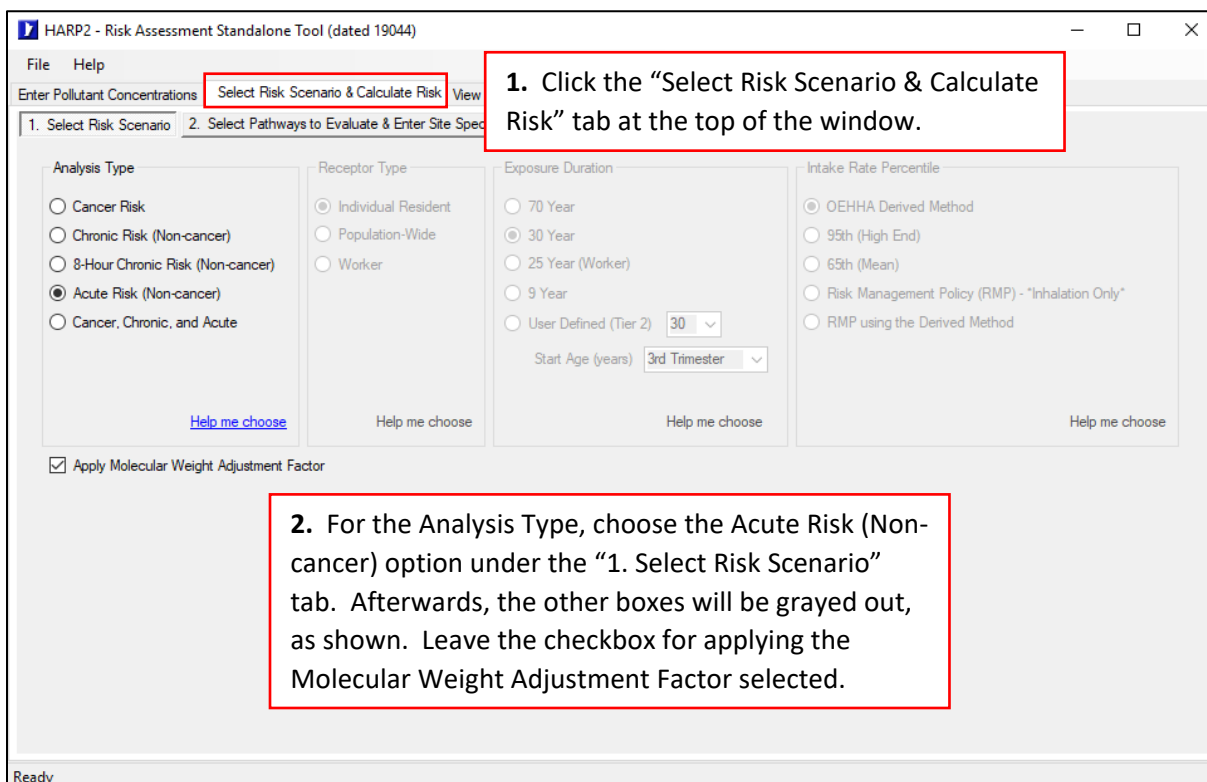 HARP2 - Risk Assessment Standalone Tool (dated 19044)
File Help
Enter Pollutant Concentrations Select Risk Scenario & Calculate Risk View
1. Select Risk Scenario 2. Select Pathways to Evaluate & Enter Site Spec
1. Click the “Select Risk Scenario & Calculate
Risk” tab at the top of the window.
Analysis Type
Cancer Risk
Chronic Risk (Non-cancer)
8-Hour Chronic Risk (Non-cancer)
Acute Risk (Non-cancer)
Cancer, Chronic, and Acute
Help me choose
Receptor Type
Individual Resident
Population-Wide
Worker
Help me choose
Exposure Duration
70 Year
30 Year
25 Year (Worker)
9 Year
User Defined (Tier 2) 30
Start Age (years) 3rd Trimester
Help me choose
Intake Rate Percentile
OEHHA Derived Method
95th (High End)
65th (Mean)
Risk Management Policy (RMP) - *Inhalation Only*
RMP using the Derived Method
Help me choose
Apply Molecular Weight Adjustment Factor
2. For the Analysis Type, choose the Acute Risk (Non-
cancer) option under the “1. Select Risk Scenario”
tab. Afterwards, the other boxes will be grayed out,
as shown. Leave the checkbox for applying the
Molecular Weight Adjustment Factor selected.
Ready